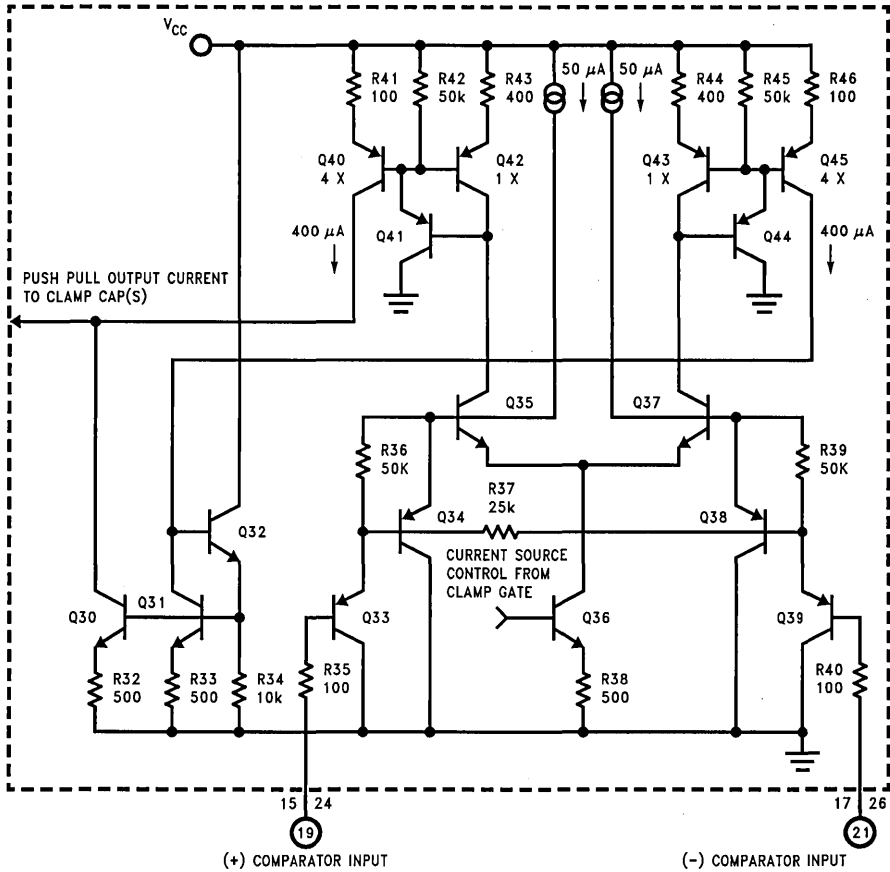 VCC
R41
100
R42
50k
R43
400
50 μA
50 μA
R44
400
R45
50k
R46
100
Q40
4 X
Q42
1 X
Q43
1 X
Q45
4 X
400 μA
Q41
Q44
400 μA
PUSH PULL OUTPUT CURRENT
TO CLAMP CAP(S)
Q35
Q37
R36
50K
R39
50K
R37
25k
Q32
Q34
Q38
CURRENT SOURCE
CONTROL FROM
CLAMP GATE
Q30
Q31
Q33
Q36
Q39
R32
500
R33
500
R34
10k
R35
100
R38
500
R40
100
15 24
17 26
19
21
(+) COMPARATOR INPUT
(-) COMPARATOR INPUT